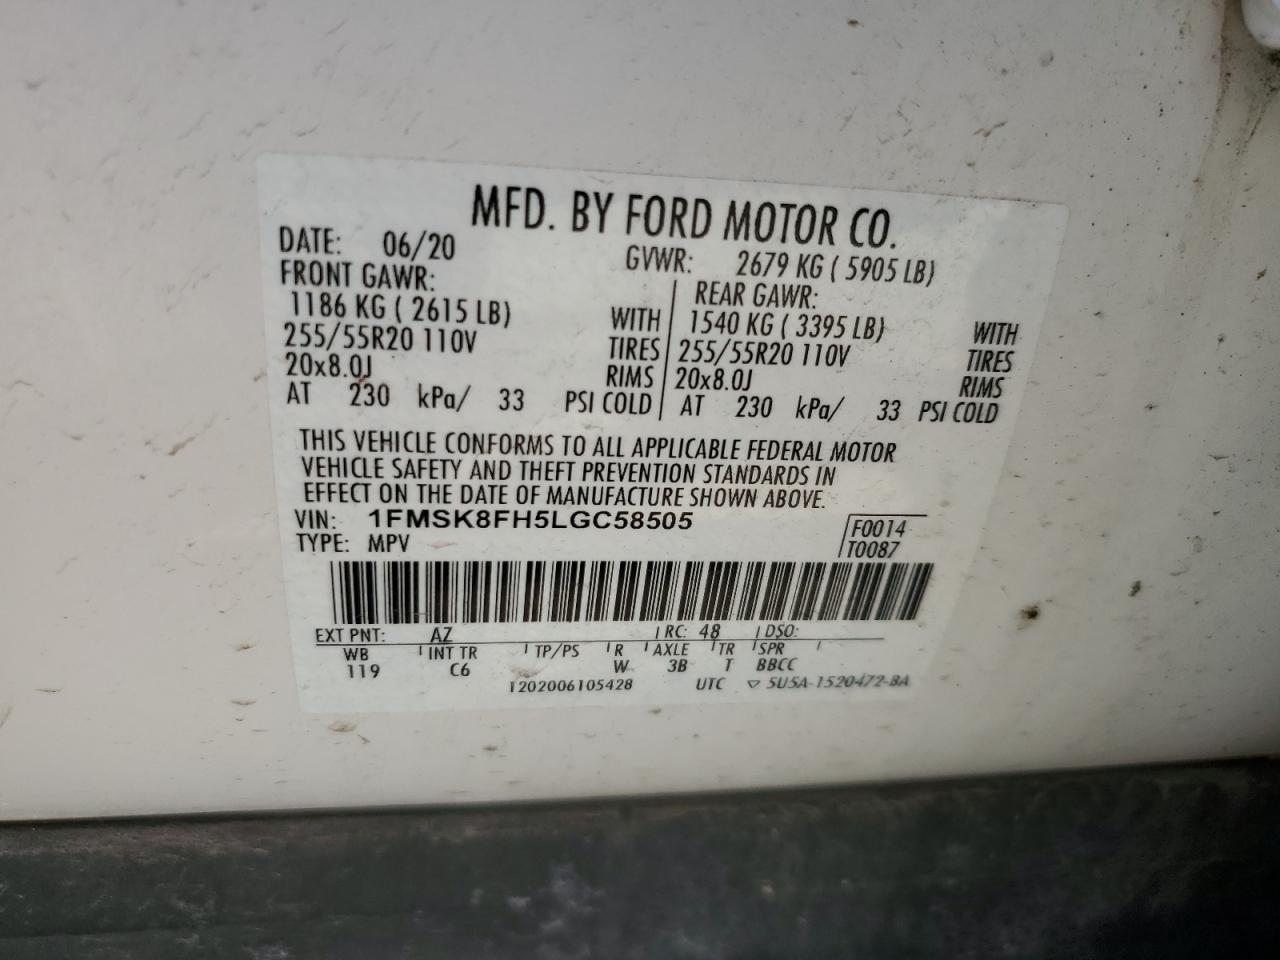 MFD. BY FORD MOTOR CO.
DATE: 06/20 GVWR: 2679 KG ( 5905 LB)
FRONT GAWR: REAR GAWR:
1186 KG ( 2615 LB) WITH 1540 KG ( 3395 LB) WITH
255/55R20 110V TIRES 255/55R20 110V TIRES
20x8.0J RIMS 20x8.0J RIMS
AT 230 kPa/ 33 PSI COLD AT 230 kPa/ 33 PSI COLD
THIS VEHICLE CONFORMS TO ALL APPLICABLE FEDERAL MOTOR
VEHICLE SAFETY AND THEFT PREVENTION STANDARDS IN
EFFECT ON THE DATE OF MANUFACTURE SHOWN ABOVE.
VIN: 1FMSK8FH5LGC58505 F0014
TYPE: MPV T0087
EXT PNT: AZ RC: 48 DSO:
WB INT TR TP/PS R AXLE TR SPR
119 C6 W 3B T BBCC
1202006105428 UTC ▽ 5U5A-1520472-BA